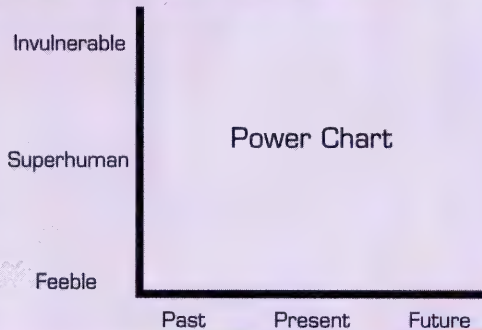 Invulnerable
Power Chart
Superhuman
Feeble
Past Present Future